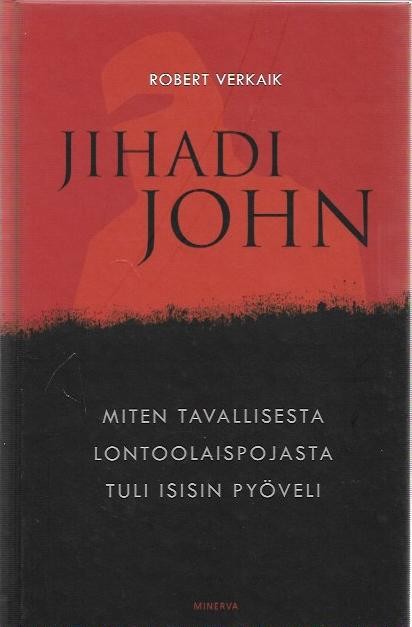 ROBERT VERKAIK
JIHADI
JOHN
MITEN TAVALLISESTA
LONTOOLAISPOJASTA
TULI ISISIN PYÖVELI
MINERVA